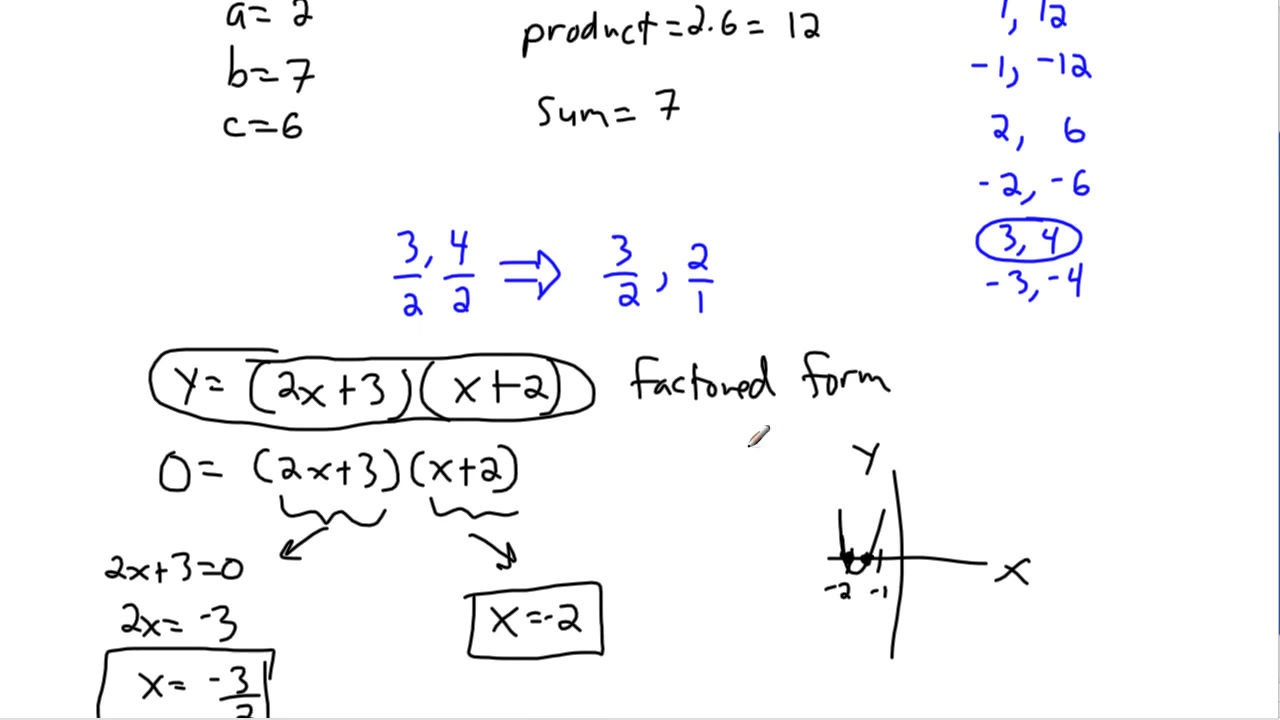 a= 2
b=7
c=6
product=2.6= 12
Sum= 7
1, 12
-1, -12
2, 6
-2, -6
3, 4
-3, -4
3/2, 4/2 ⇒ 3/2, 2/1
y= (2x+3)(x+2) factored form
0= (2x+3)(x+2)
2x+3=0
2x= -3
x= -3/2
x=-2
y
-2 -1
x